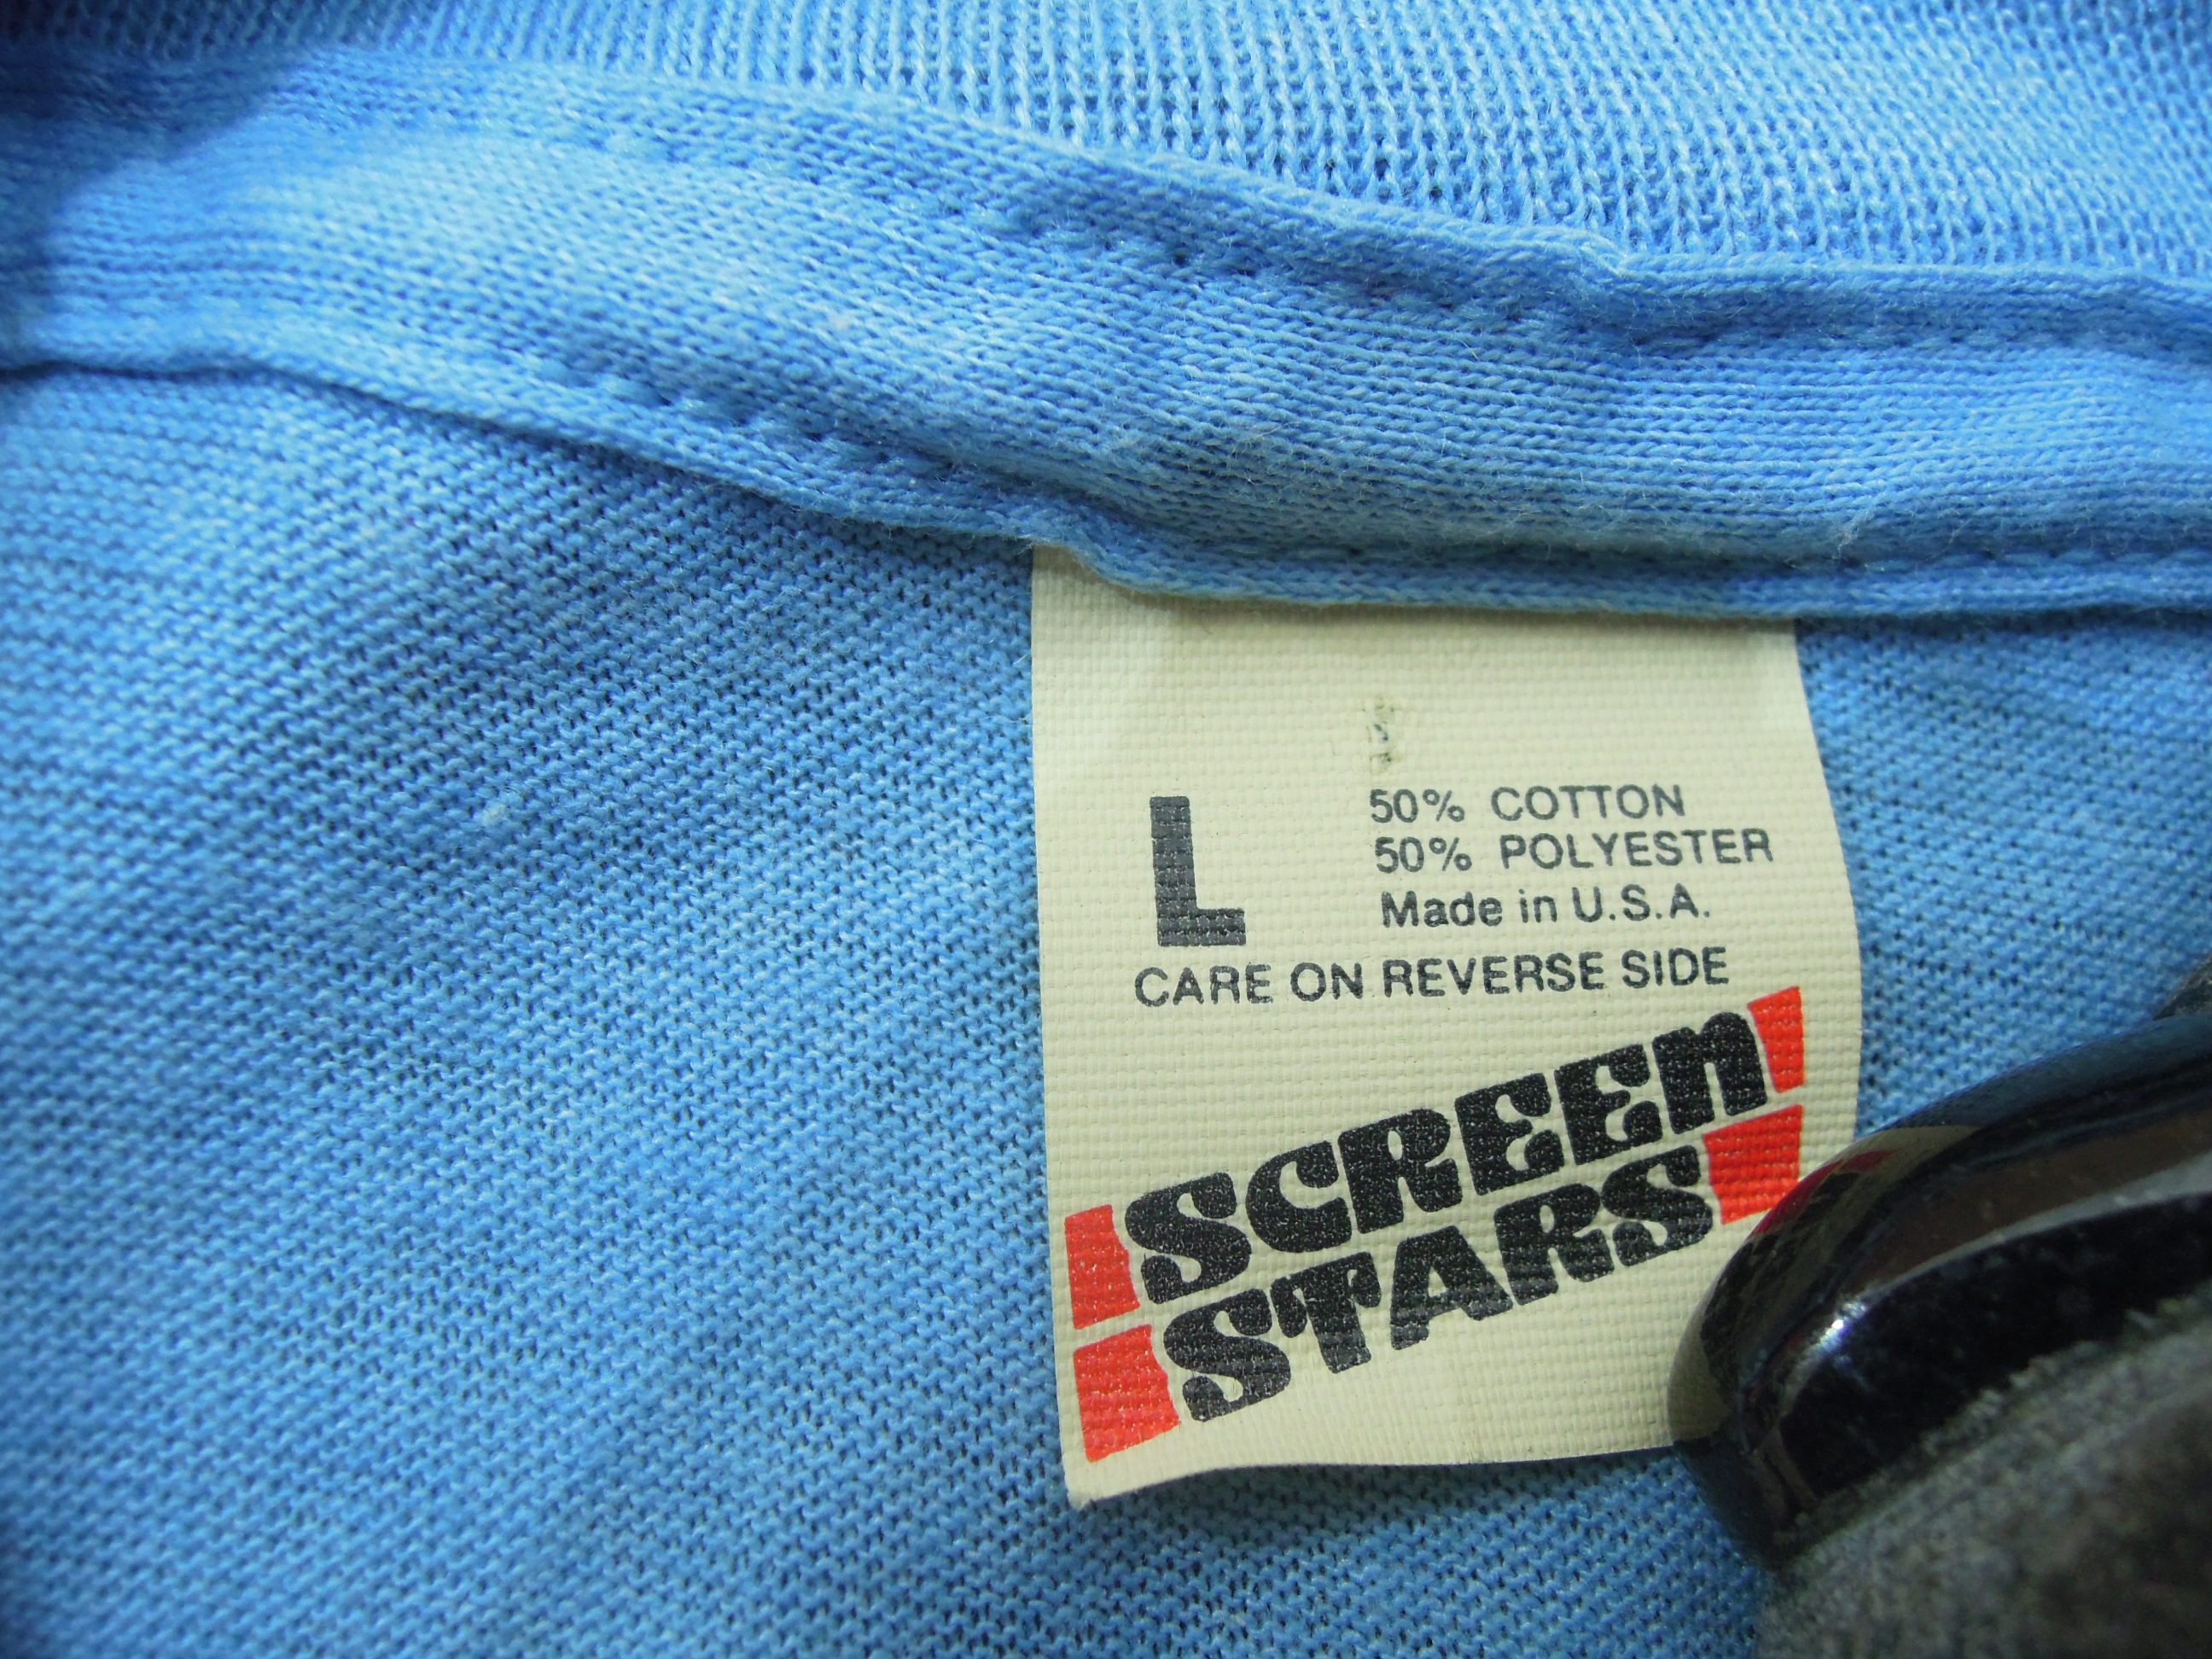 L
50% COTTON
50% POLYESTER
Made in U.S.A.
CARE ON REVERSE SIDE
SCREEN
STARS